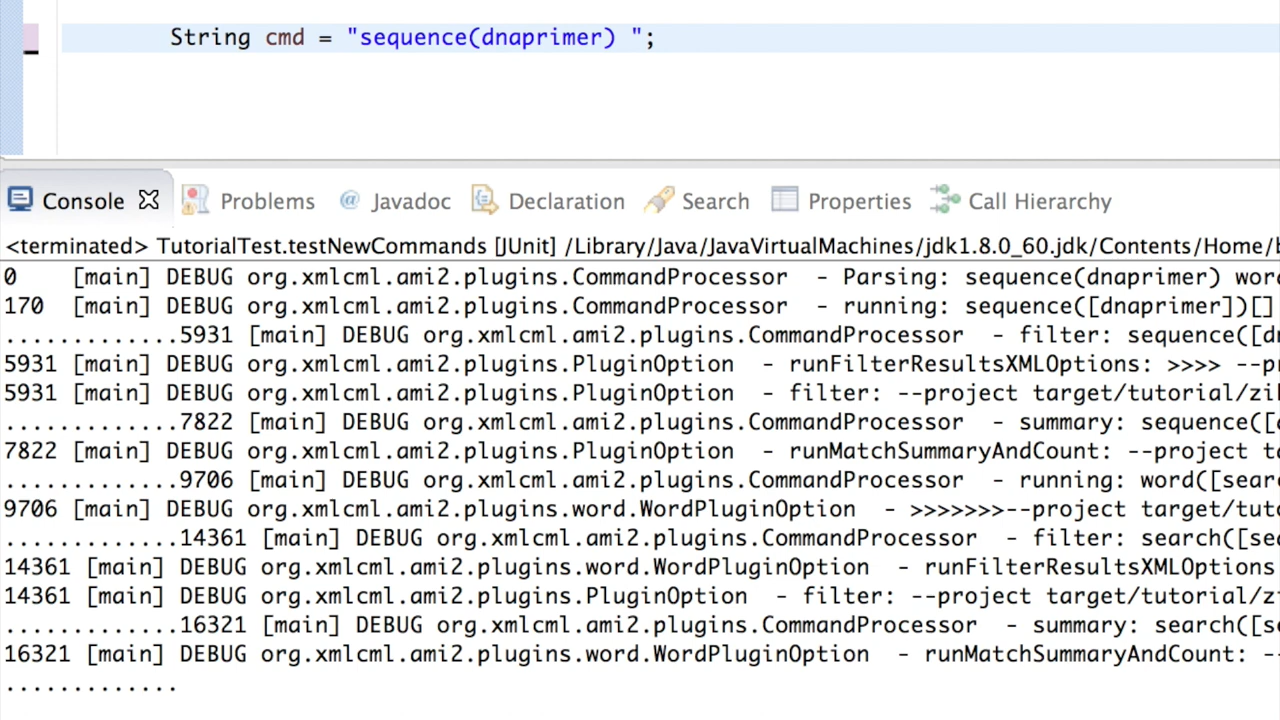 String cmd = "sequence(dnaprimer) ";
Console Problems @ Javadoc Declaration Search Properties Call Hierarchy
<terminated> TutorialTest.testNewCommands [JUnit] /Library/Java/JavaVirtualMachines/jdk1.8.0_60.jdk/Contents/Home/
0 [main] DEBUG org.xmlcml.ami2.plugins.CommandProcessor - Parsing: sequence(dnaprimer)
170 [main] DEBUG org.xmlcml.ami2.plugins.CommandProcessor - running: sequence([dnaprimer])[]
.............5931 [main] DEBUG org.xmlcml.ami2.plugins.CommandProcessor - filter: sequence([
5931 [main] DEBUG org.xmlcml.ami2.plugins.PluginOption - runFilterResultsXMLOptions: >>>> --
5931 [main] DEBUG org.xmlcml.ami2.plugins.PluginOption - filter: --project target/tutorial/
.............7822 [main] DEBUG org.xmlcml.ami2.plugins.CommandProcessor - summary: sequence([
7822 [main] DEBUG org.xmlcml.ami2.plugins.PluginOption - runMatchSummaryAndCount: --project
.............9706 [main] DEBUG org.xmlcml.ami2.plugins.CommandProcessor - running: word([
9706 [main] DEBUG org.xmlcml.ami2.plugins.word.WordPluginOption - >>>>>>>--project target/
.............14361 [main] DEBUG org.xmlcml.ami2.plugins.CommandProcessor - filter: search([
14361 [main] DEBUG org.xmlcml.ami2.plugins.word.WordPluginOption - runFilterResultsXMLOptions
14361 [main] DEBUG org.xmlcml.ami2.plugins.PluginOption - filter: --project target/tutorial/
.............16321 [main] DEBUG org.xmlcml.ami2.plugins.CommandProcessor - summary: search([
16321 [main] DEBUG org.xmlcml.ami2.plugins.word.WordPluginOption - runMatchSummaryAndCount: --
.............